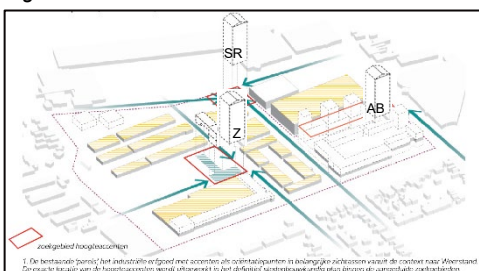 SR
AB
Z
zoekgebied hoogteaccenten
1. De bestaande 'parels', het industriële erfgoed met accenten als oriëntatiepunten in belangrijke zichtassen vanuit de context naar Weerstand.
De exacte locatie van de hoogteaccenten wordt uitgewerkt in het definitief stedenbouwkundig plan binnen de aangeduide zoekgebieden.